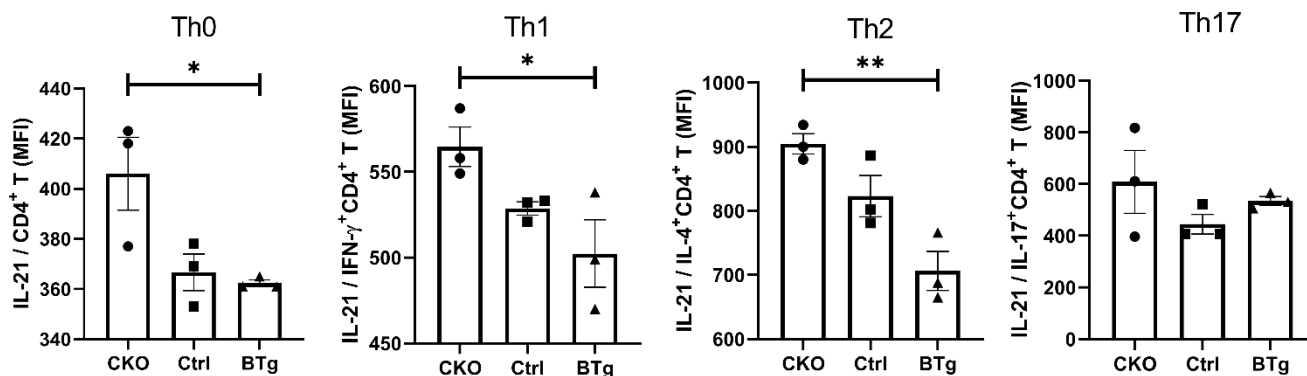 Th0
*
IL-21 / CD4⁺ T (MFI)
440
420
400
380
360
340
CKO Ctrl BTg
Th1
*
IL-21 / IFN-γ⁺CD4⁺ T (MFI)
600
550
500
450
CKO Ctrl BTg
Th2
**
IL-21 / IL-4⁺CD4⁺ T (MFI)
1000
900
800
700
600
CKO Ctrl BTg
Th17
IL-21 / IL-17⁺CD4⁺ T (MFI)
1000
800
600
400
200
0
CKO Ctrl BTg